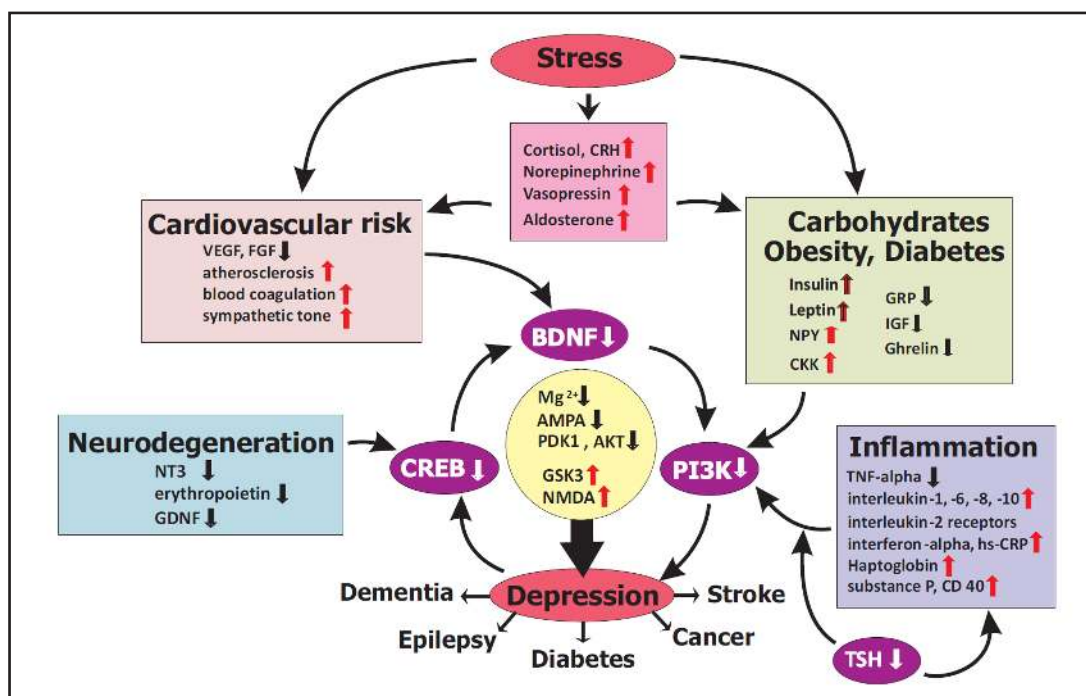 Stress
Cortisol, CRH ↑
Norepinephrine ↑
Vasopressin ↑
Aldosterone ↑
Cardiovascular risk
VEGF, FGF ↓
atherosclerosis ↑
blood coagulation ↑
sympathetic tone ↑
Carbohydrates
Obesity, Diabetes
Insulin ↑
Leptin ↑
NPY ↑
CKK ↑
GRP ↓
IGF ↓
Ghrelin ↓
BDNF ↓
Mg²⁺ ↓
AMPA ↓
PDK1 , AKT ↓
GSK3 ↑
NMDA ↑
Neurodegeneration
NT3 ↓
erythropoietin ↓
GDNF ↓
CREB ↓
PI3K ↓
Inflammation
TNF-alpha ↓
interleukin-1, -6, -8, -10 ↑
interleukin-2 receptors
interferon-alpha, hs-CRP ↑
Haptoglobin ↑
substance P, CD 40 ↑
Depression
Dementia
Epilepsy
Diabetes
Cancer
Stroke
TSH ↓